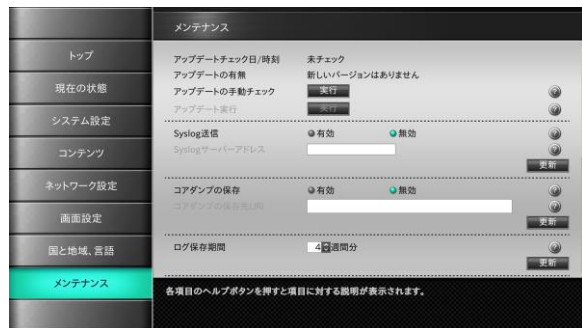 メンテナンス
トップ
現在の状態
システム設定
コンテンツ
ネットワーク設定
画面設定
国と地域、言語
メンテナンス
アップデートチェック日/時刻 未チェック
アップデートの有無 新しいバージョンはありません
アップデートの手動チェック 実行
アップデート実行 実行
Syslog送信 有効 無効
Syslogサーバーアドレス
更新
コアダンプの保存 有効 無効
コアダンプの保存先URI
更新
ログ保存期間 4 週間分
更新
各項目のヘルプボタンを押すと項目に対する説明が表示されます。